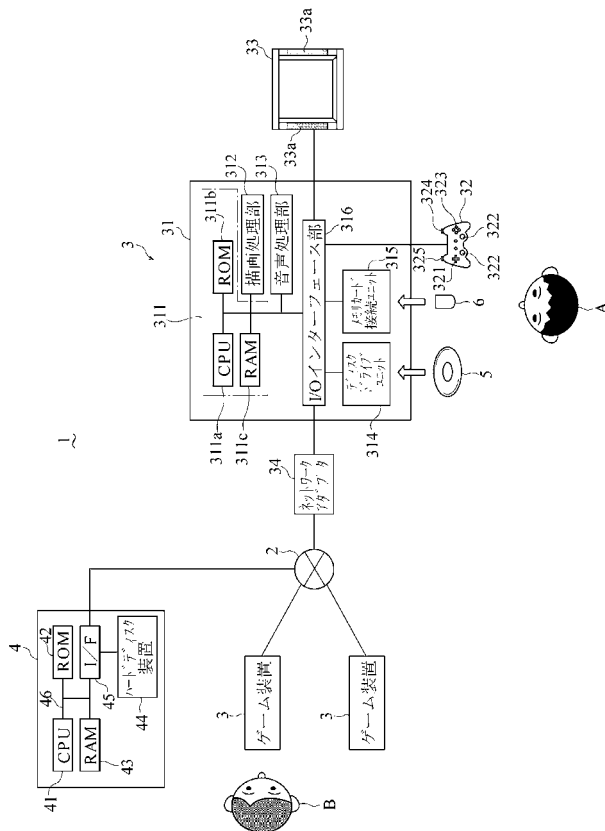 1
4
46
42
CPU
ROM
RAM
I/F
41
43
45
ハードディスク
装置
44
B
3
ゲーム装置
3
ゲーム装置
2
34
ネットワーク
アダプタ
3
31
311
311b
312
313
CPU
ROM
描画処理部
音声処理部
RAM
311a
311c
I/Oインターフェース部
316
ディスク
ドライブ
ユニット
314
メモリカード
接続ユニット
315
5
6
33
33a
33a
321
325
324
323
32
322
322
A